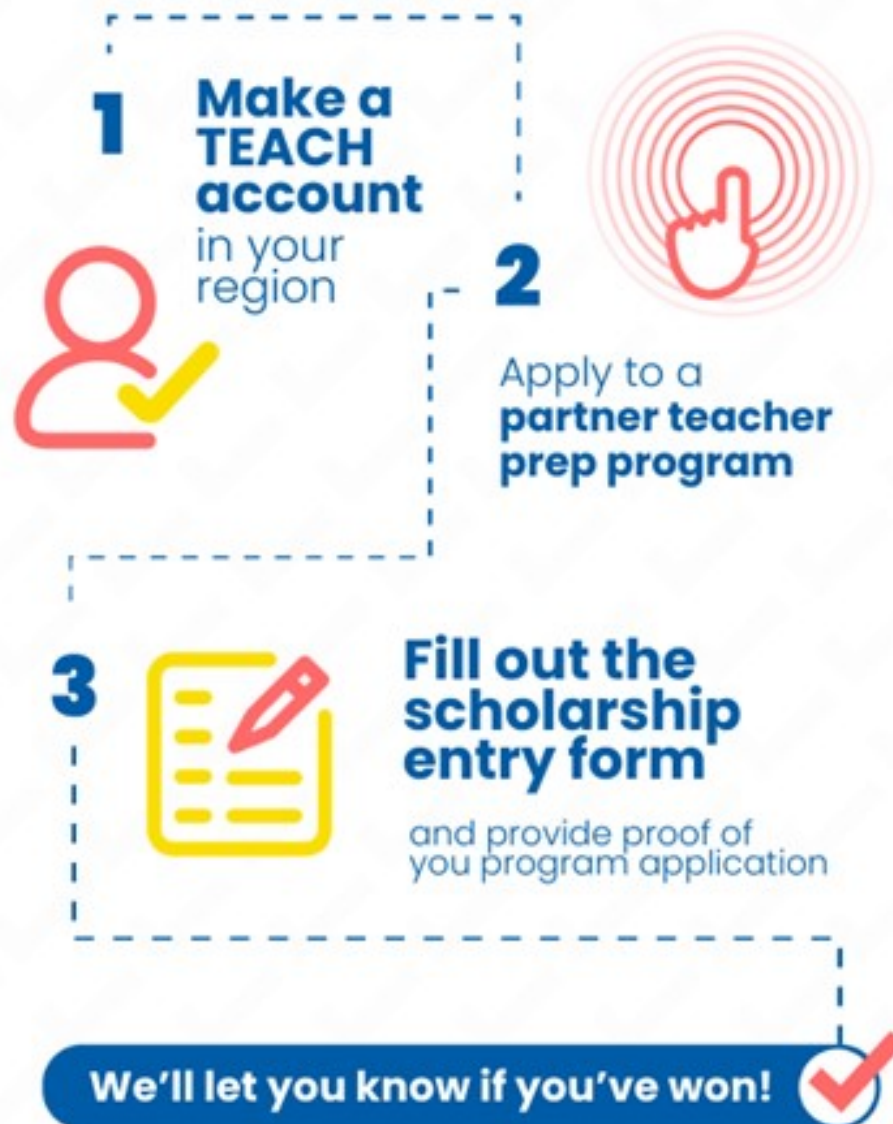 1
Make a
TEACH
account
in your
region
2
Apply to a
partner teacher
prep program
3
Fill out the
scholarship
entry form
and provide proof of
you program application
We'll let you know if you've won!